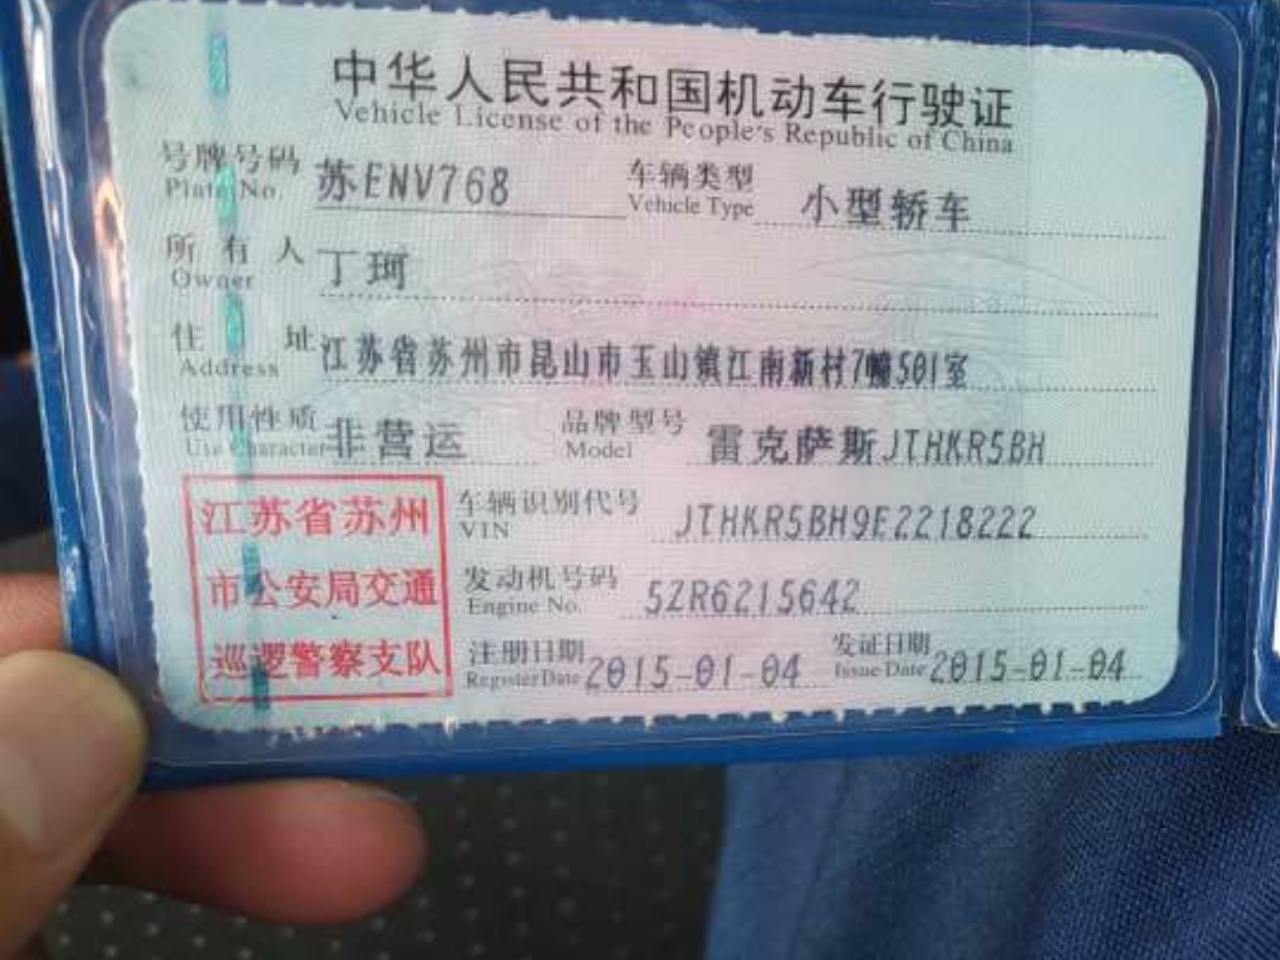 中华人民共和国机动车行驶证
Vehicle License of the People's Republic of China
号牌号码 苏ENV768 车辆类型 小型轿车
Plate No. Vehicle Type
所有人 丁珂
Owner
住址 江苏省苏州市昆山市玉山镇江南新村7幢501室
Address
使用性质 非营运 品牌型号 雷克萨斯JTHKR5BH
Use Character Model
江苏省苏州
市公安局交通
巡逻警察支队
车辆识别代号 JTHKR5BH9E2218222
VIN
发动机号码 5ZR6215642
Engine No.
注册日期 2015-01-04 发证日期 2015-01-04
Register Date Issue Date